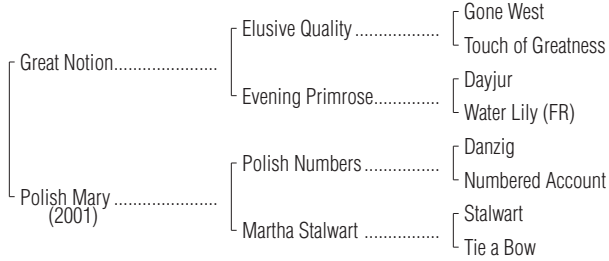 Gone West
Elusive Quality ..................
Touch of Greatness
Great Notion......................
Dayjur
Evening Primrose..............
Water Lily (FR)
Danzig
Polish Numbers ................
Numbered Account
Polish Mary ......................
(2001)
Stalwart
Martha Stalwart ................
Tie a Bow